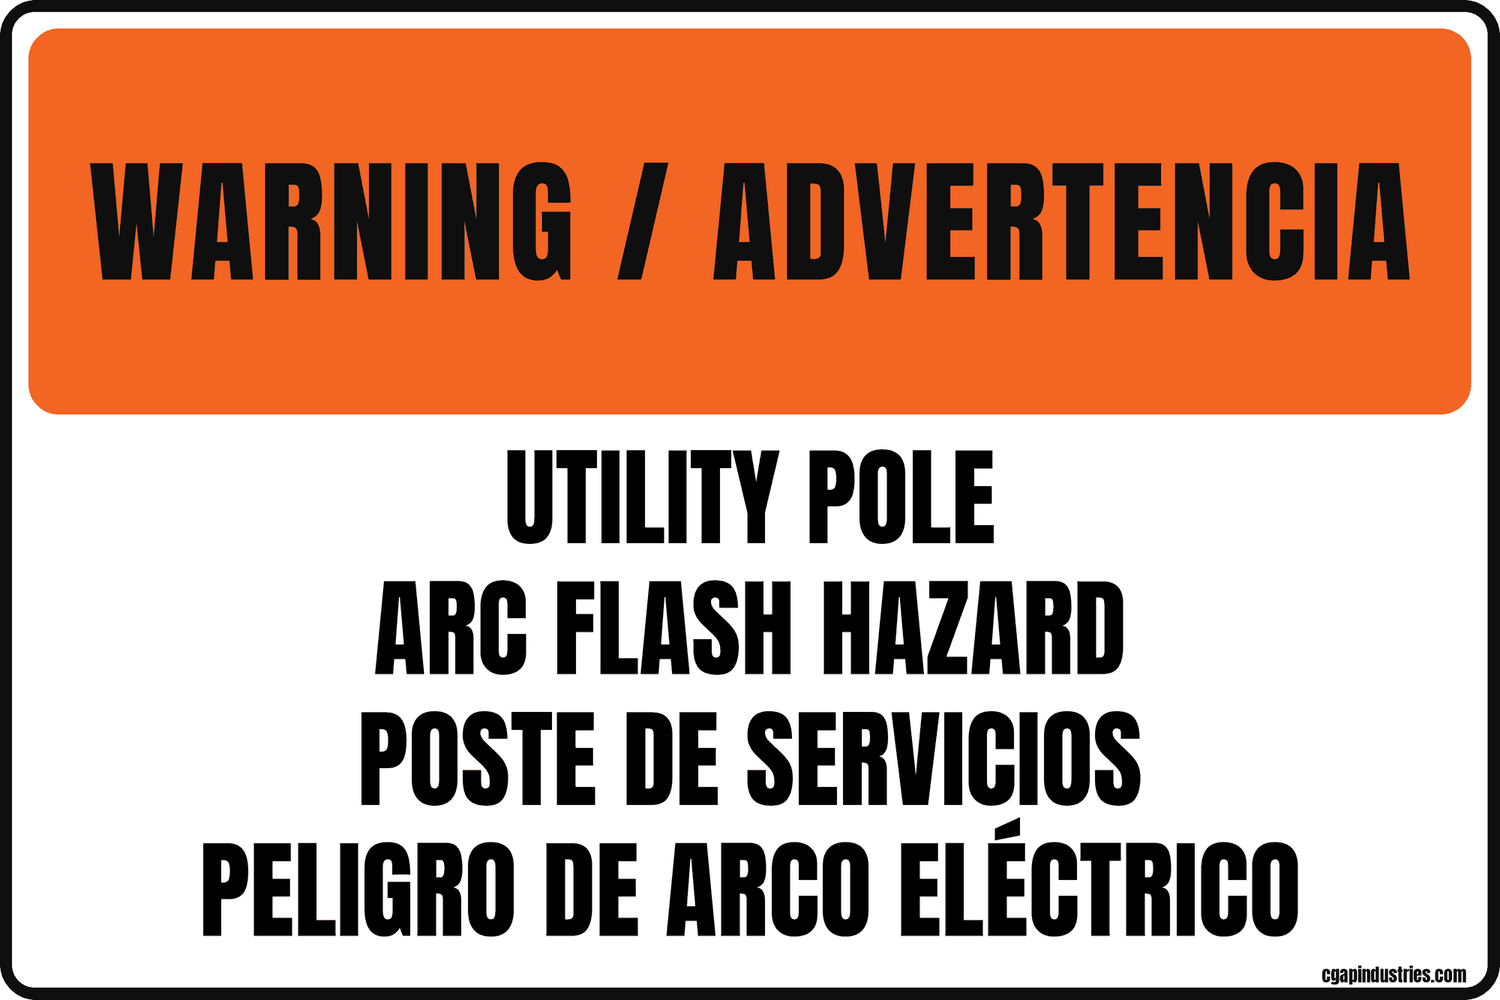 WARNING / ADVERTENCIA
UTILITY POLE
ARC FLASH HAZARD
POSTE DE SERVICIOS
PELIGRO DE ARCO ELÉCTRICO
cgapindustries.com